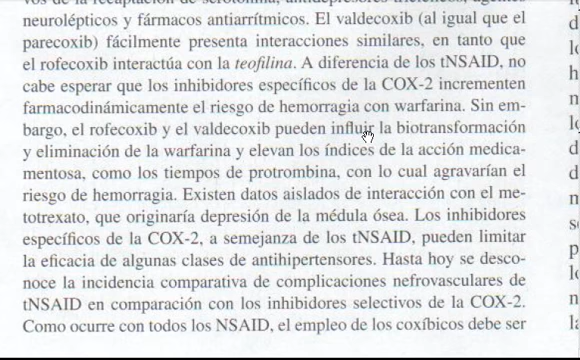 neurolépticos y fármacos antiarrítmicos. El valdecoxib (al igual que el
parecoxib) fácilmente presenta interacciones similares, en tanto que
el rofecoxib interactúa con la teofilina. A diferencia de los tNSAID, no
cabe esperar que los inhibidores específicos de la COX-2 incrementen
farmacodinámicamente el riesgo de hemorragia con warfarina. Sin em-
bargo, el rofecoxib y el valdecoxib pueden influir la biotransformación
y eliminación de la warfarina y elevan los índices de la acción medica-
mentosa, como los tiempos de protrombina, con lo cual agravarían el
riesgo de hemorragia. Existen datos aislados de interacción con el me-
totrexato, que originaría depresión de la médula ósea. Los inhibidores
específicos de la COX-2, a semejanza de los tNSAID, pueden limitar
la eficacia de algunas clases de antihipertensores. Hasta hoy se desco-
noce la incidencia comparativa de complicaciones nefrovasculares de
tNSAID en comparación con los inhibidores selectivos de la COX-2.
Como ocurre con todos los NSAID, el empleo de los coxíbicos debe ser